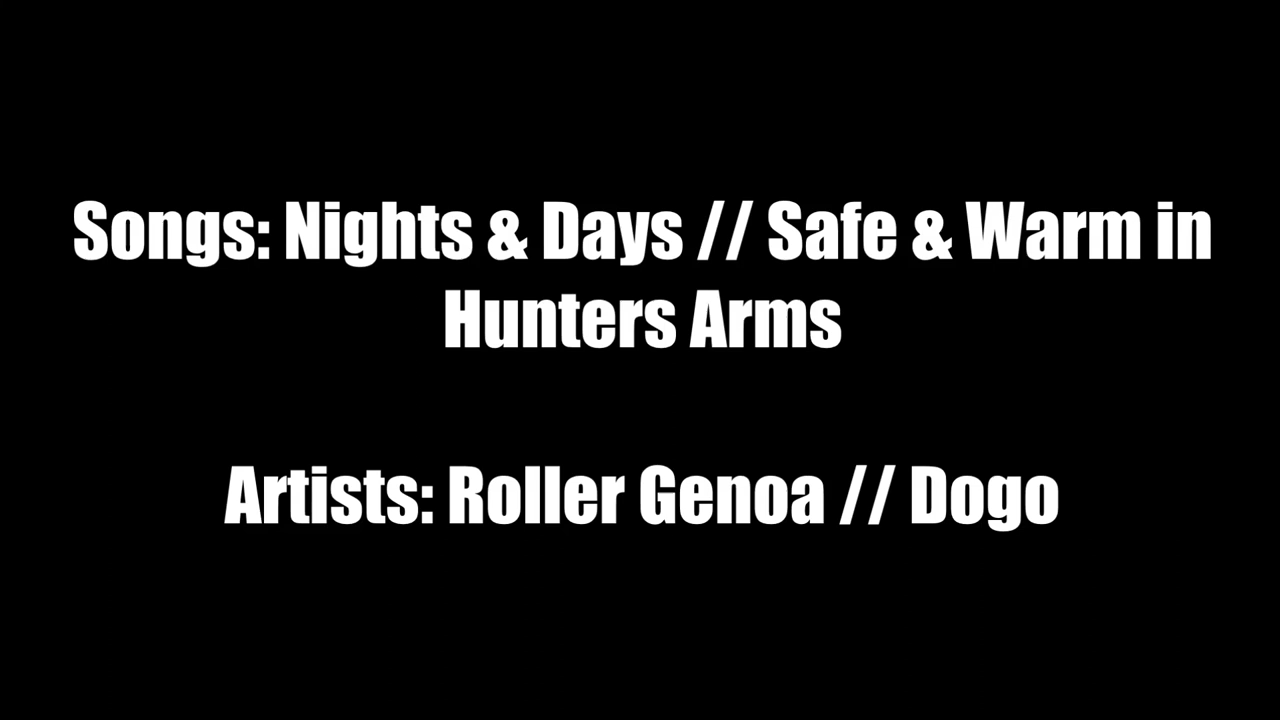 Songs: Nights & Days // Safe & Warm in
Hunters Arms
Artists: Roller Genoa // Dogo